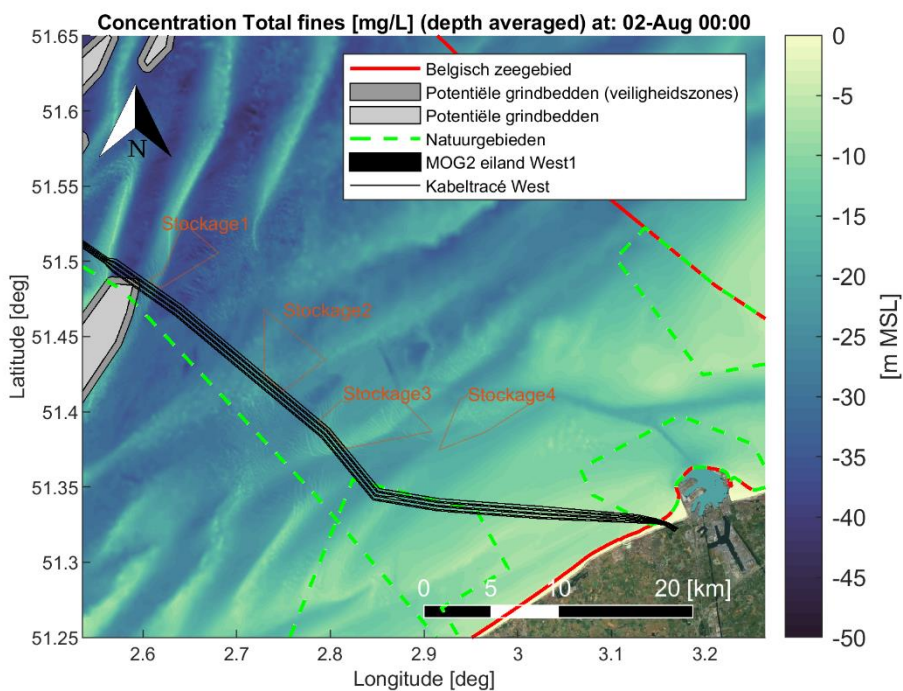 Concentration Total fines [mg/L] (depth averaged) at: 02-Aug 00:00
Belgisch zeegebied
Potentiële grindbedden (veiligheidszones)
Potentiële grindbedden
Natuurgebieden
MOG2 eiland West1
Kabeltracé West
N
Stockage1
Stockage2
Stockage3
Stockage4
0 5 10 20 [km]
51.65
51.6
51.55
51.5
51.45
51.4
51.35
51.3
51.25
Latitude [deg]
2.6 2.7 2.8 2.9 3 3.1 3.2
Longitude [deg]
0
-5
-10
-15
-20
-25
-30
-35
-40
-45
-50
[m MSL]